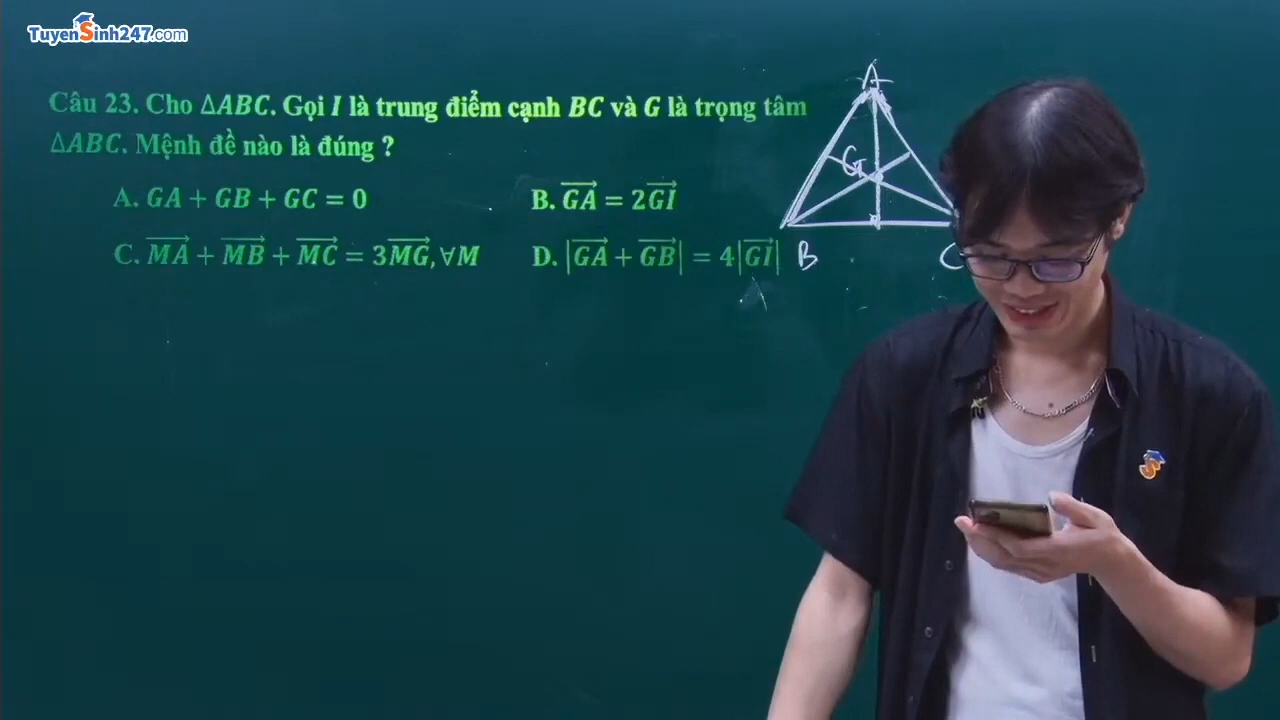 TuyenSinh247.com
Câu 23. Cho ΔABC. Gọi I là trung điểm cạnh BC và G là trọng tâm
ΔABC. Mệnh đề nào là đúng ?
A. GA + GB + GC = 0
B. $\overrightarrow{GA} = 2\overrightarrow{GI}$
C. $\overrightarrow{MA} + \overrightarrow{MB} + \overrightarrow{MC} = 3\overrightarrow{MG}, ∀M$
D. $|\overrightarrow{GA} + \overrightarrow{GB}| = 4|\overrightarrow{GI}|$
A
G
B
C